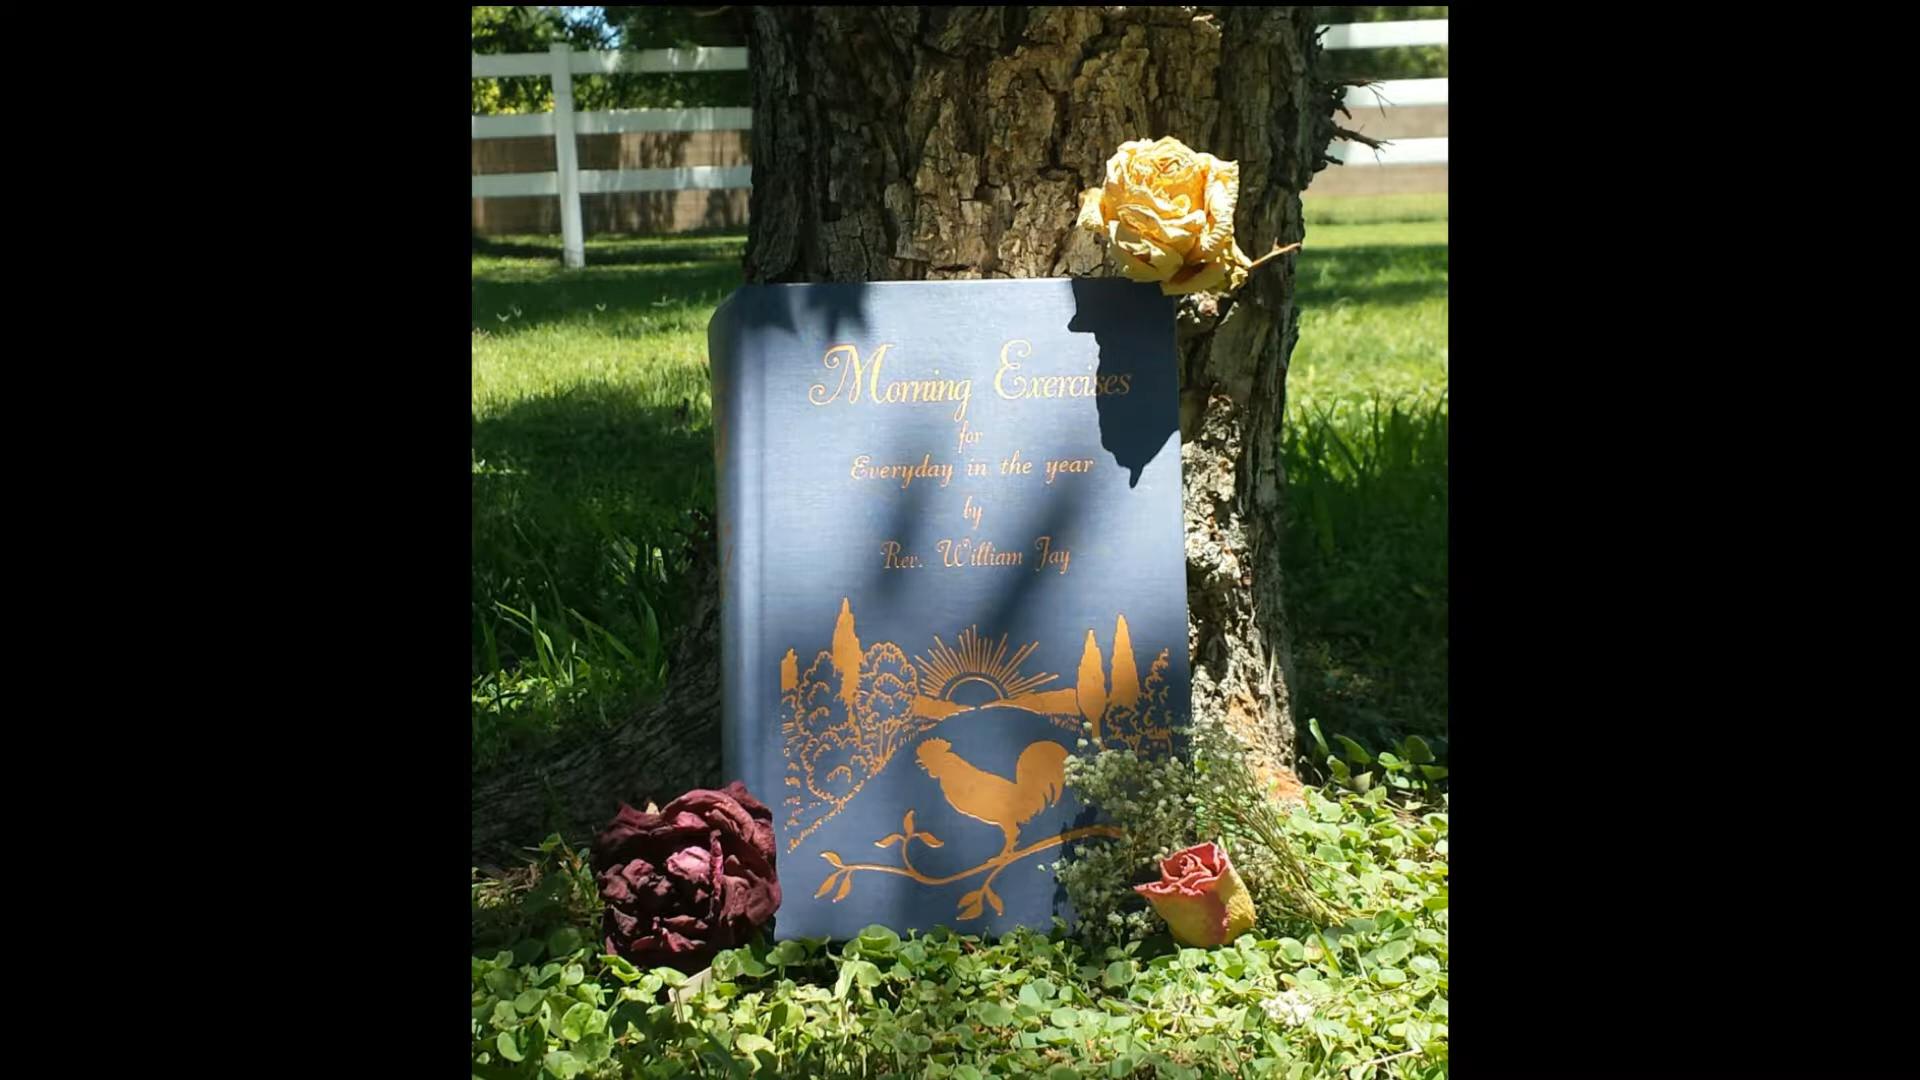 Morning Exercises
for
Everyday in the year
by
Rev. William Jay